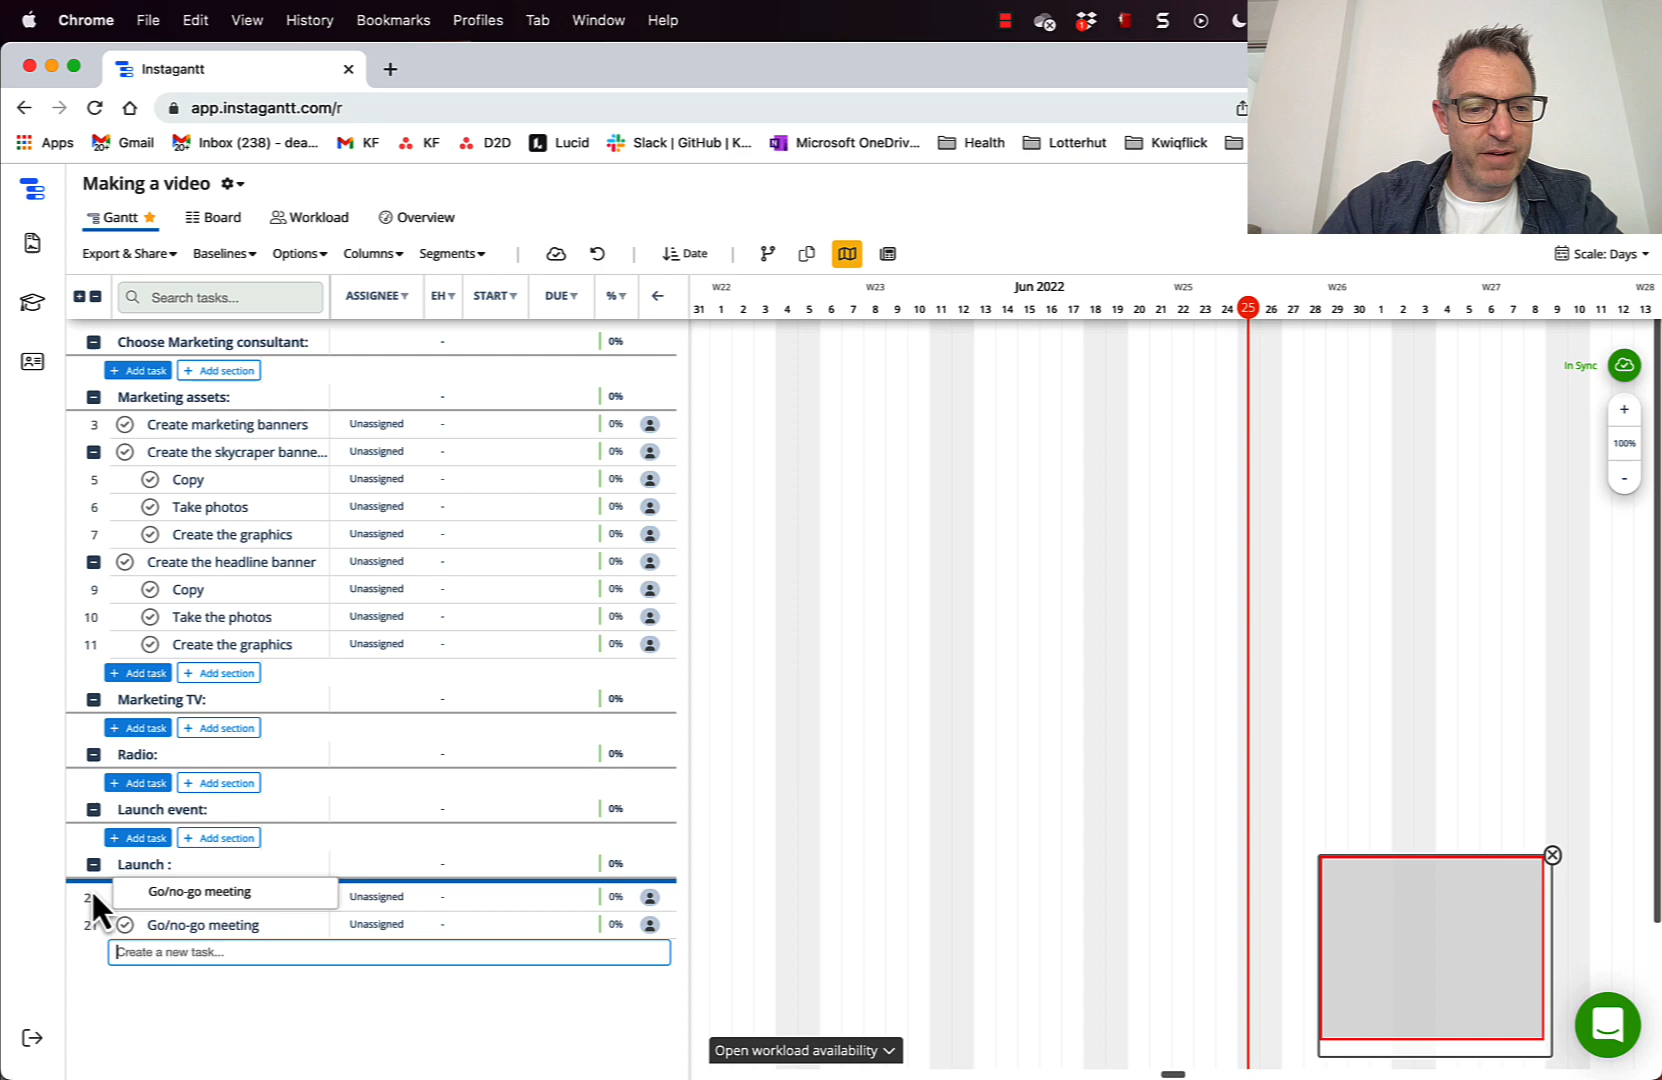 Chrome File Edit View History Bookmarks Profiles Tab Window Help
Instagantt
app.instagantt.com/r
Apps Gmail Inbox (238) - dea... KF KF D2D Lucid Slack | GitHub | K... Microsoft OneDriv... Health Lotterhut Kwiqflick
Making a video
Gantt Board Workload Overview
Export & Share Baselines Options Columns Segments Date Scale: Days
Search tasks... ASSIGNEE EH START DUE %
W22 W23 Jun 2022 W25 W26 W27 W28
31 1 2 3 4 5 6 7 8 9 10 11 12 13 14 15 16 17 18 19 20 21 22 23 24 25 26 27 28 29 30 1 2 3 4 5 6 7 8 9 10 11 12 13
Choose Marketing consultant: - 0%
+ Add task + Add section
In Sync
Marketing assets: - 0%
+
3 Create marketing banners Unassigned - 0%
100%
Create the skycraper banne... Unassigned - 0%
-
5 Copy Unassigned - 0%
6 Take photos Unassigned - 0%
7 Create the graphics Unassigned - 0%
Create the headline banner Unassigned - 0%
9 Copy Unassigned - 0%
10 Take the photos Unassigned - 0%
11 Create the graphics Unassigned - 0%
+ Add task + Add section
Marketing TV: - 0%
+ Add task + Add section
Radio: - 0%
+ Add task + Add section
Launch event: - 0%
+ Add task + Add section
Launch : - 0%
Go/no-go meeting Unassigned - 0%
Go/no-go meeting Unassigned - 0%
Create a new task...
Open workload availability